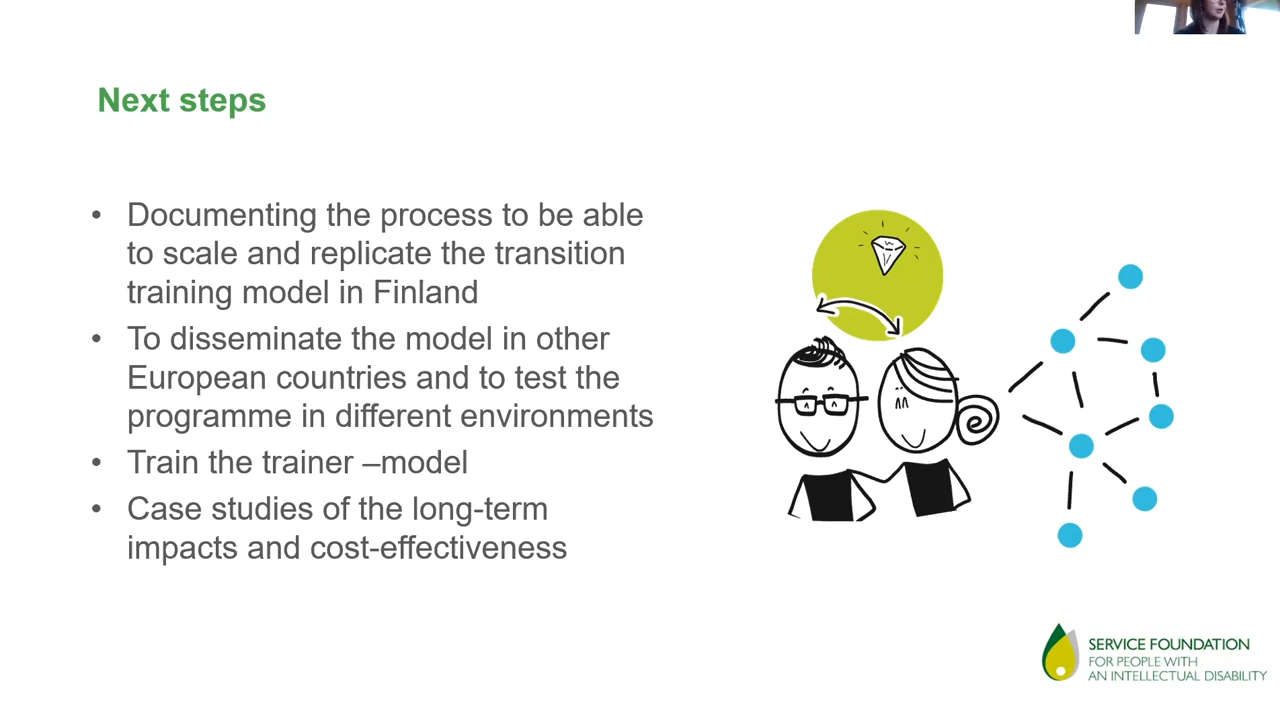 Next steps
• Documenting the process to be able
to scale and replicate the transition
training model in Finland
• To disseminate the model in other
European countries and to test the
programme in different environments
• Train the trainer –model
• Case studies of the long-term
impacts and cost-effectiveness
SERVICE FOUNDATION
FOR PEOPLE WITH
AN INTELLECTUAL DISABILITY